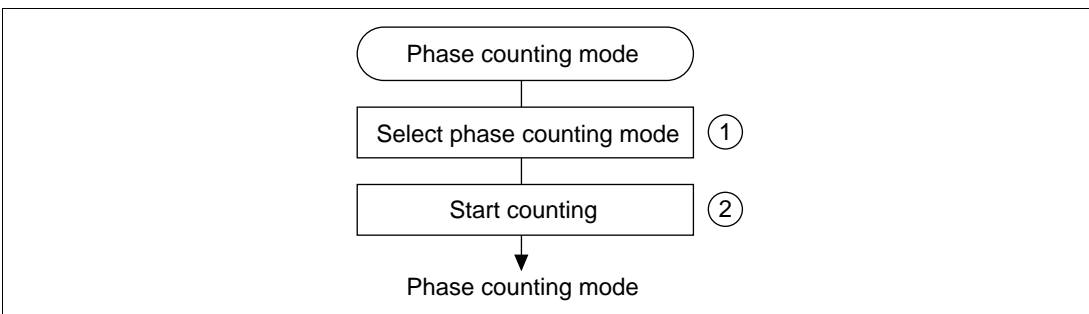 Phase counting mode
Select phase counting mode 1
Start counting 2
Phase counting mode